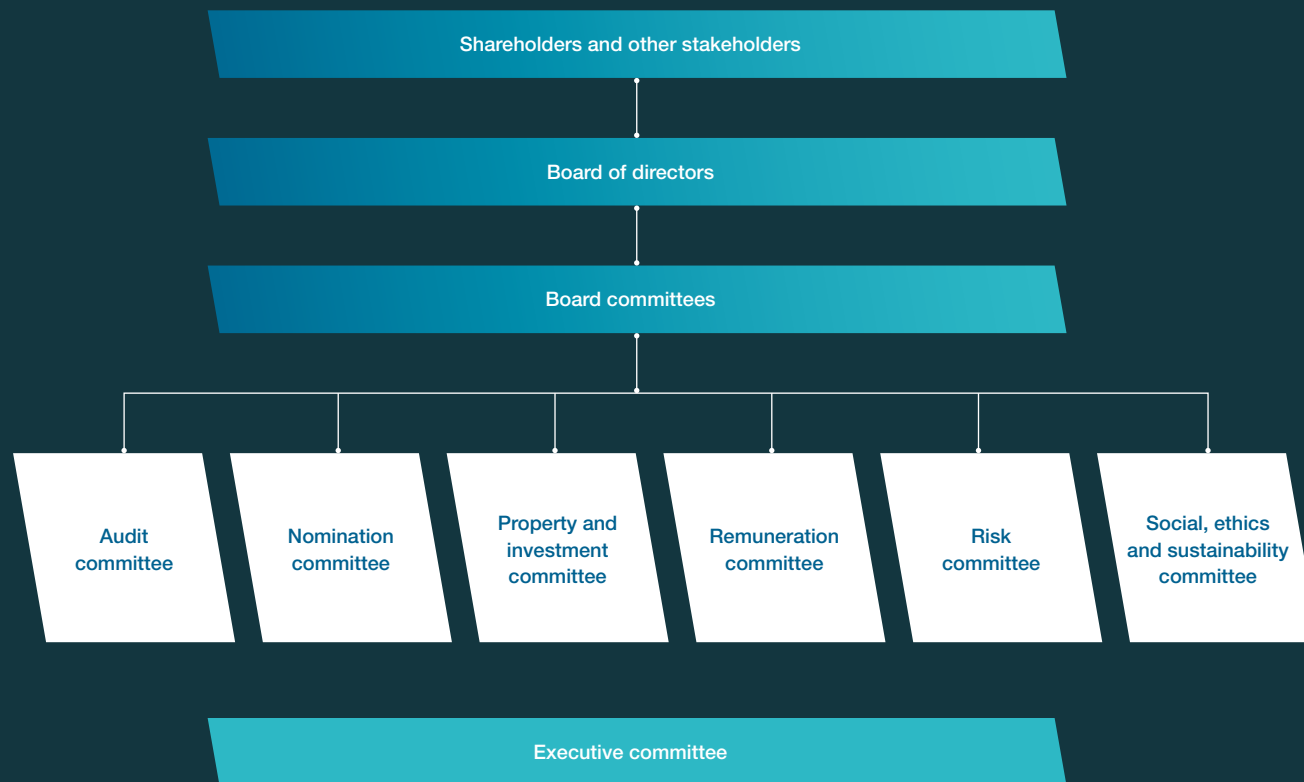 Shareholders and other stakeholders
Board of directors
Board committees
Audit
committee
Nomination
committee
Property and
investment
committee
Remuneration
committee
Risk
committee
Social, ethics
and sustainability
committee
Executive committee